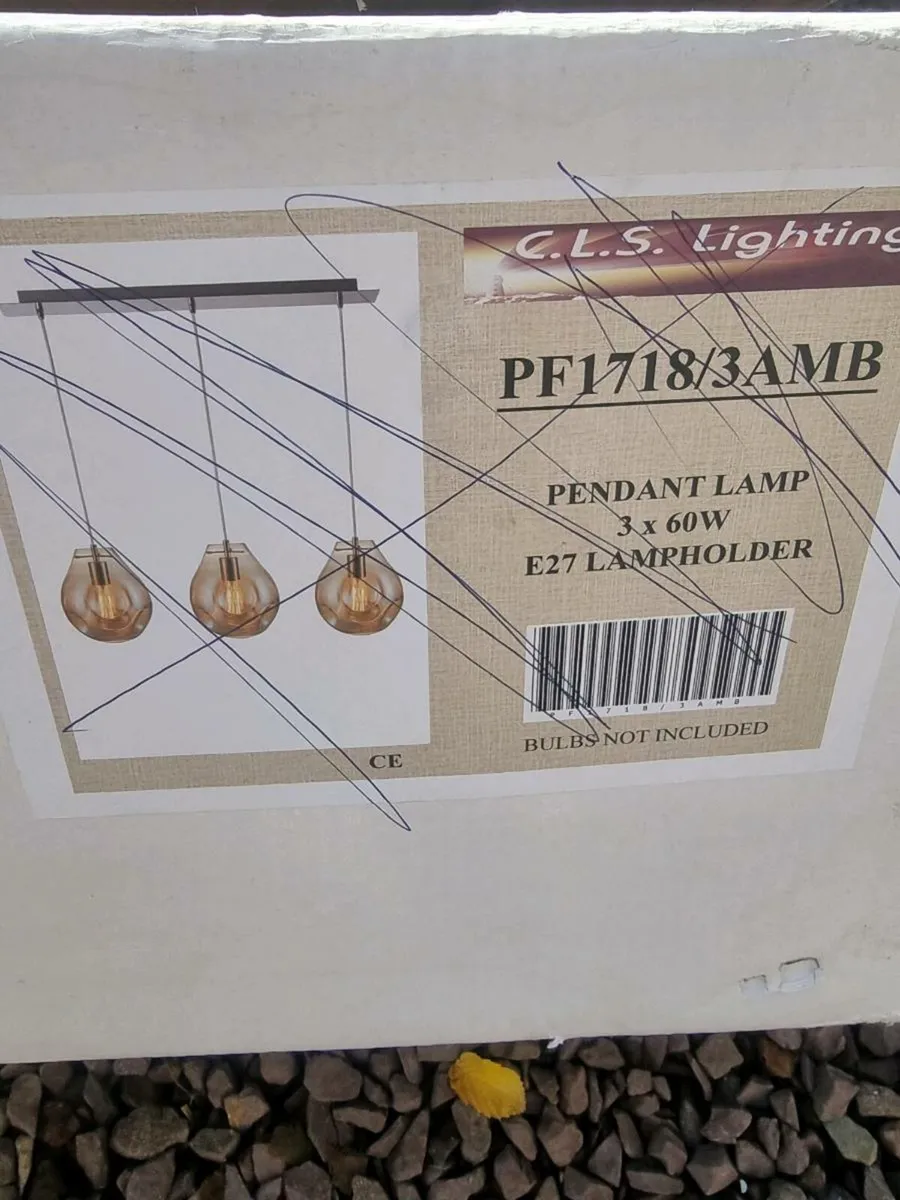 C.L.S. Lighting
PF1718/3AMB
PENDANT LAMP
3 x 60W
E27 LAMPHOLDER
PF1718/3AMB
BULBS NOT INCLUDED
CE